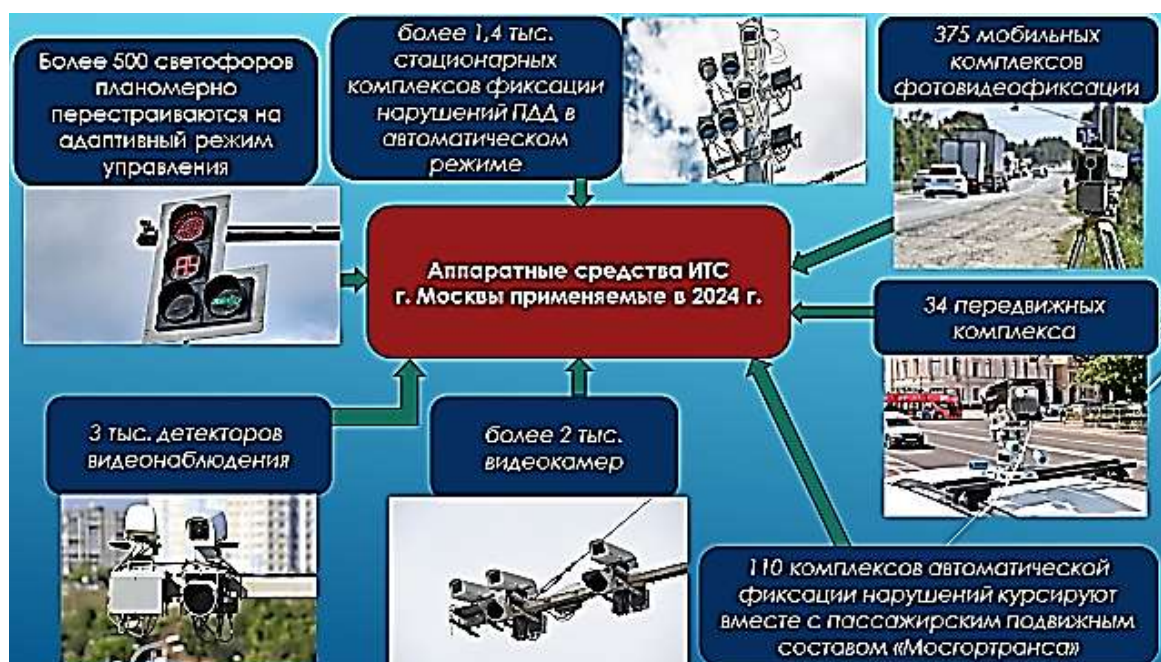 Более 500 светофоров
планомерно
перестраиваются на
адаптивный режим
управления
более 1,4 тыс.
стационарных
комплексов фиксации
нарушений ПДД в
автоматическом
режиме
375 мобильных
комплексов
фотовидеофиксации
Аппаратные средства ИТС
г. Москвы применяемые в 2024 г.
34 передвижных
комплекса
3 тыс. детекторов
видеонаблюдения
более 2 тыс.
видеокамер
110 комплексов автоматической
фиксации нарушений курсируют
вместе с пассажирским подвижным
составом «Мосгортранса»